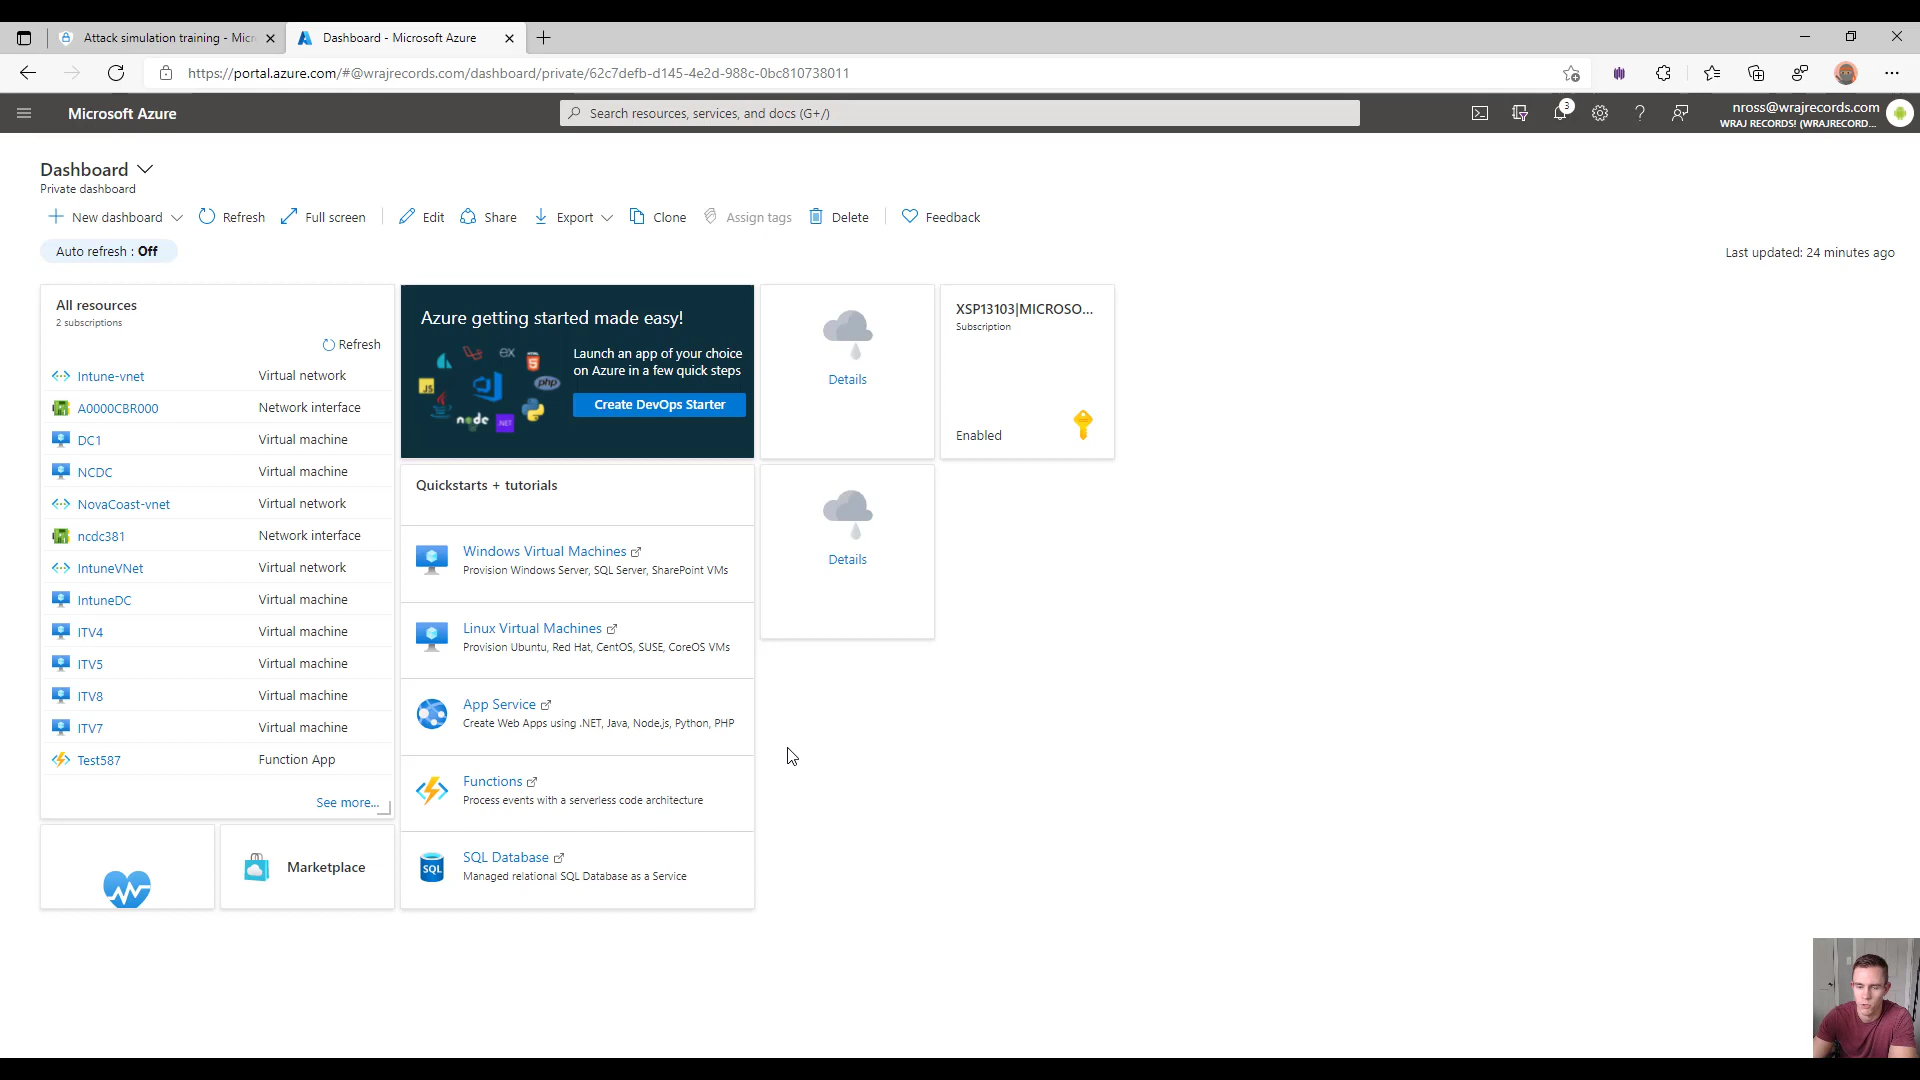 Attack simulation training - Micr
Dashboard - Microsoft Azure
https://portal.azure.com/#@wrajrecords.com/dashboard/private/62c7defb-d145-4e2d-988c-0bc810738011
Microsoft Azure
Search resources, services, and docs (G+/)
3
nross@wrajrecords.com
WRAJ RECORDS! (WRAJRECORD...
Dashboard
Private dashboard
New dashboard
Refresh
Full screen
Edit
Share
Export
Clone
Assign tags
Delete
Feedback
Auto refresh : Off
Last updated: 24 minutes ago
All resources
2 subscriptions
Refresh
Intune-vnet Virtual network
A0000CBR000 Network interface
DC1 Virtual machine
NCDC Virtual machine
NovaCoast-vnet Virtual network
ncdc381 Network interface
IntuneVNet Virtual network
IntuneDC Virtual machine
ITV4 Virtual machine
ITV5 Virtual machine
ITV8 Virtual machine
ITV7 Virtual machine
Test587 Function App
See more...
Marketplace
Azure getting started made easy!
Launch an app of your choice
on Azure in a few quick steps
Create DevOps Starter
EX
JS
php
node
.NET
Quickstarts + tutorials
Windows Virtual Machines
Provision Windows Server, SQL Server, SharePoint VMs
Linux Virtual Machines
Provision Ubuntu, Red Hat, CentOS, SUSE, CoreOS VMs
App Service
Create Web Apps using .NET, Java, Node.js, Python, PHP
Functions
Process events with a serverless code architecture
SQL
SQL Database
Managed relational SQL Database as a Service
Details
Details
XSP13103|MICROSO...
Subscription
Enabled